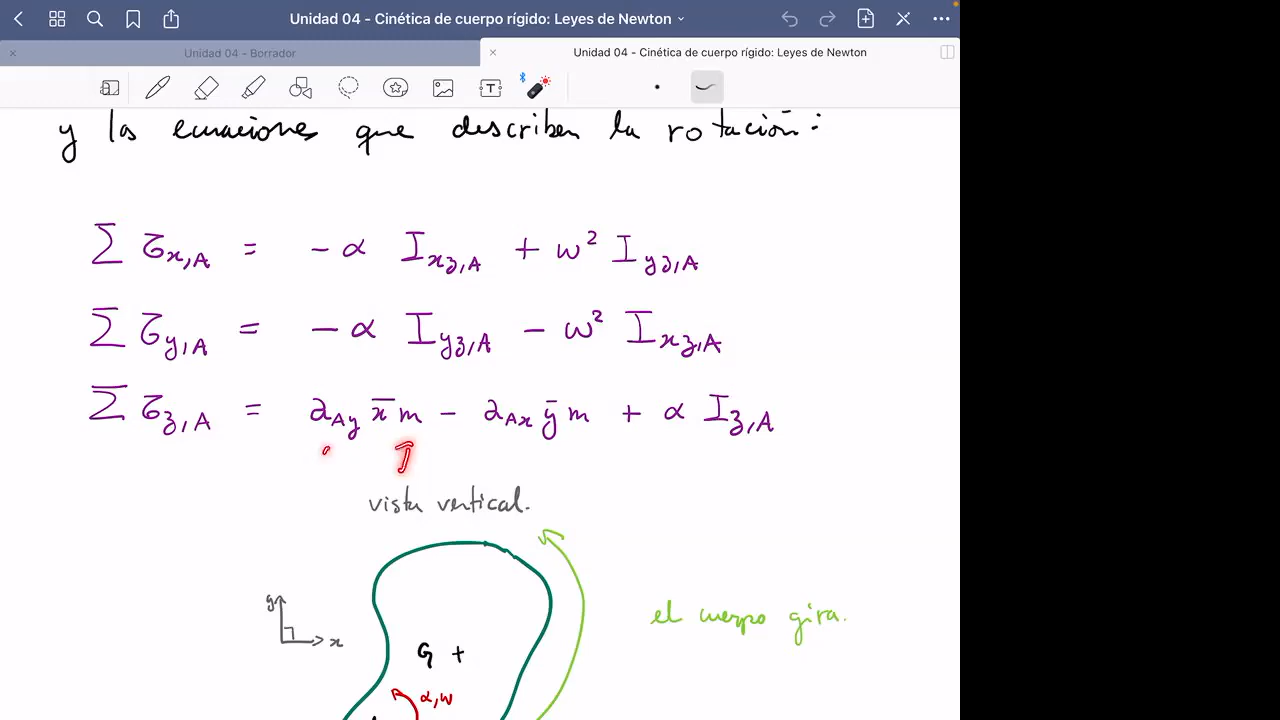 Unidad 04 - Cinética de cuerpo rígido: Leyes de Newton
Unidad 04 - Borrador
Unidad 04 - Cinética de cuerpo rígido: Leyes de Newton
y las ecuaciones que describen la rotación:
Σ τx,A = - α Ixz,A + ω² Iyz,A
Σ τy,A = - α Iyz,A - ω² Ixz,A
Σ τz,A = aAy x̄ m - aAx ȳ m + α Iz,A
vista vertical.
y
x
el cuerpo gira.
G +
α, ω